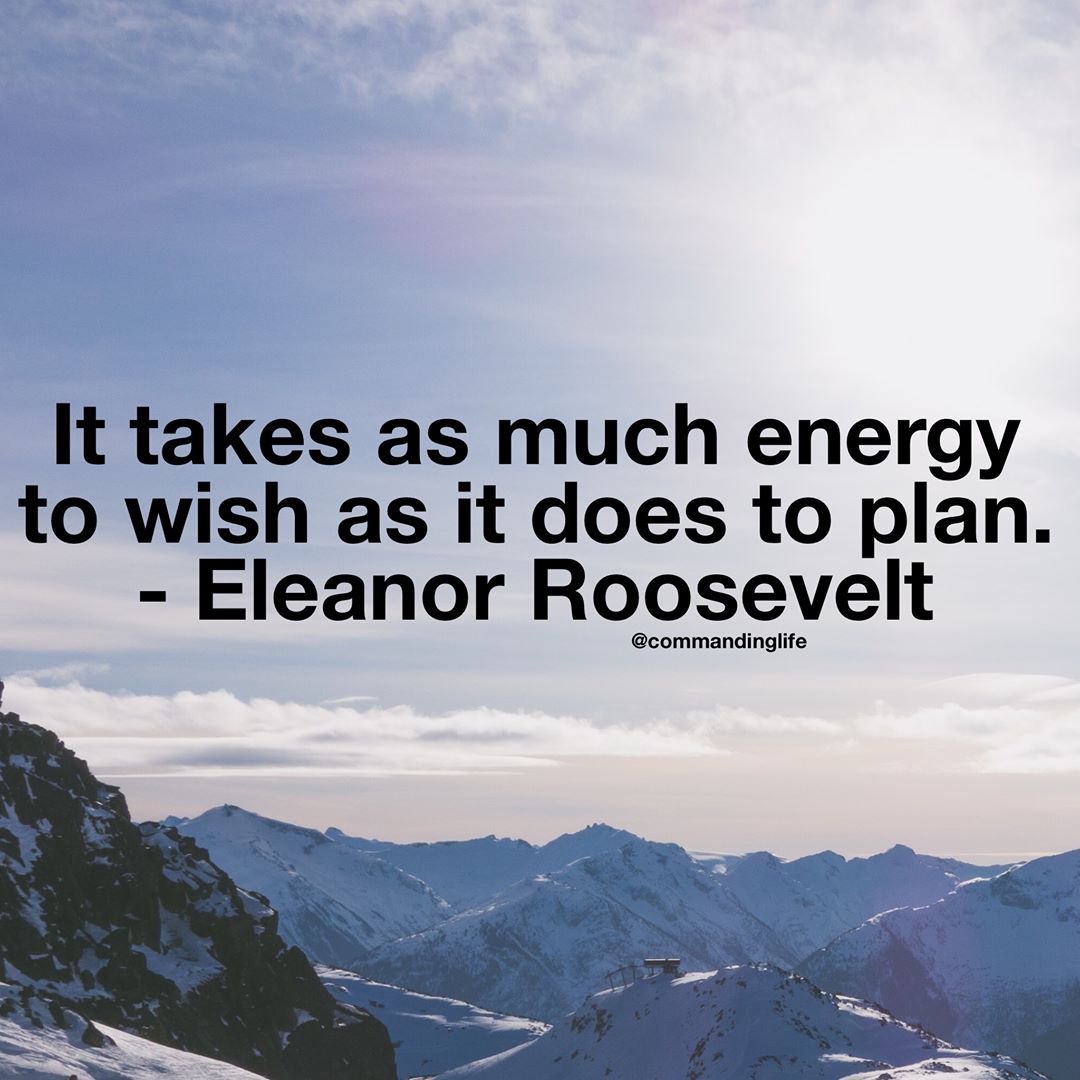 It takes as much energy
to wish as it does to plan.
- Eleanor Roosevelt
@commandinglife